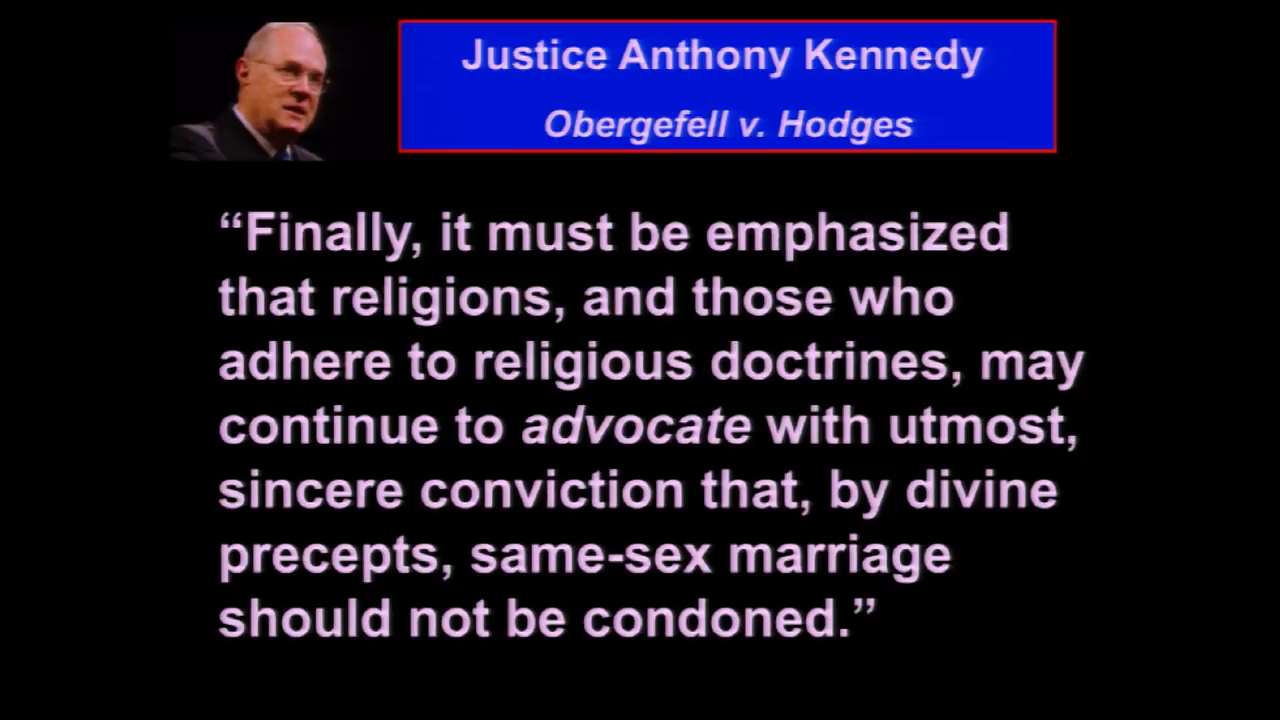 Justice Anthony Kennedy
Obergefell v. Hodges
“Finally, it must be emphasized
that religions, and those who
adhere to religious doctrines, may
continue to advocate with utmost,
sincere conviction that, by divine
precepts, same-sex marriage
should not be condoned.”